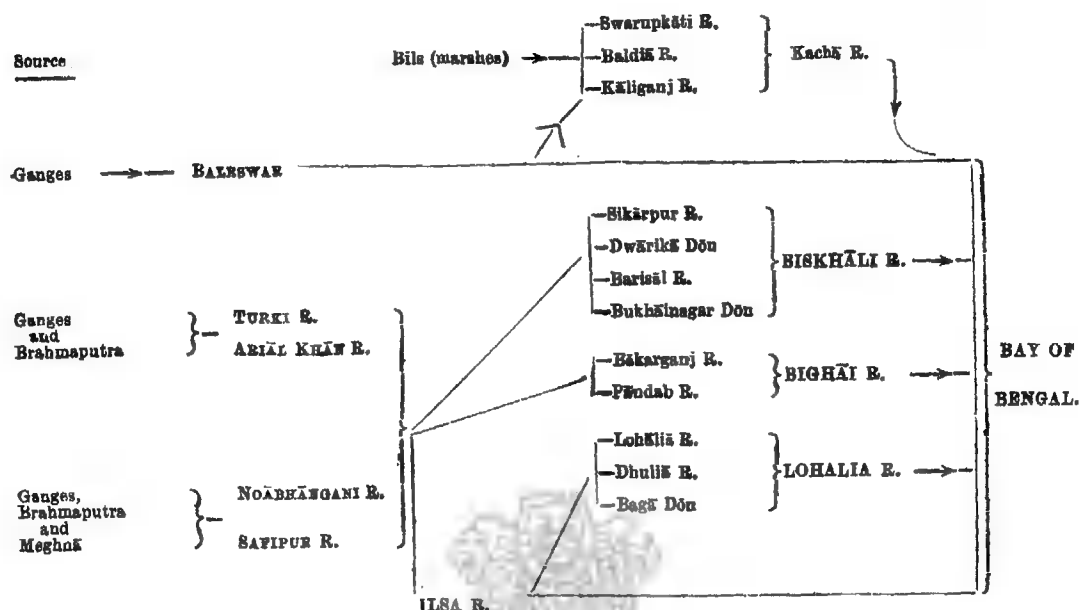 Source
Bīls (marshes)
Swarupkāti R.
Baldiā R.
Kāliganj R.
Kachā R.
Ganges
BALESWAR
Sikārpur R.
Dwārikā Dōn
Barisāl R.
Bukhāinagar Dōn
BISKHĀLI R.
Ganges
and
Brahmaputra
TURKI R.
ARIĀL KHĀN R.
Bākarganj R.
Pāndab R.
BIGHĀI R.
BAY OF
BENGAL.
Lohāliā R.
Dhuliā R.
Bagā Dōn
LOHALIA R.
Ganges,
Brahmaputra
and
Meghnā
NOĀBHĀNGANI R.
SAFIPUR R.
ILSA R.